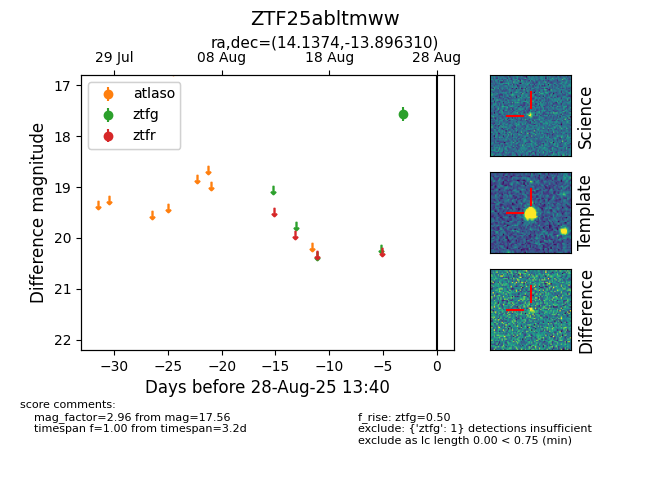 ZTF25abltmww
ra,dec=(14.1374,-13.896310)
29 Jul 08 Aug 18 Aug 28 Aug
17
18
19
20
21
22
Difference magnitude
atlaso
ztfg
ztfr
−30 −25 −20 −15 −10 −5 0
Days before 28-Aug-25 13:40
Science
Template
Difference
score comments:
mag_factor=2.96 from mag=17.56
timespan f=1.00 from timespan=3.2d
f_rise: ztfg=0.50
exclude: {'ztfg': 1} detections insufficient
exclude as lc length 0.00 < 0.75 (min)